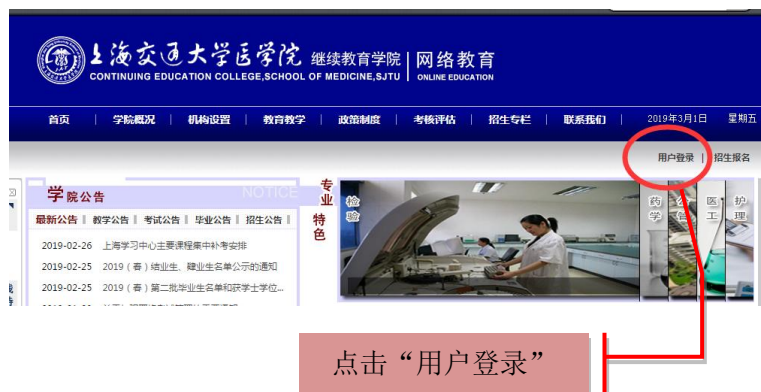 上海交通大学医学院 继续教育学院 | 网络教育
CONTINUING EDUCATION COLLEGE,SCHOOL OF MEDICINE,SJTU | ONLINE EDUCATION
首页 | 学院概况 | 机构设置 | 教育教学 | 政策制度 | 考核评估 | 招生专栏 | 联系我们 | 2019年3月1日 星期五
用户登录 | 招生报名
学院公告 NOTICE
最新公告 || 教学公告 || 考试公告 || 毕业公告 || 招生公告 ||
2019-02-26 上海学习中心主要课程集中补考安排
2019-02-25 2019（春）结业生、肄业生名单公示的通知
2019-02-25 2019（春）第二批毕业生名单和获学士学位...
专业特色
检验
药学
公告
医工
护理
点击“用户登录”